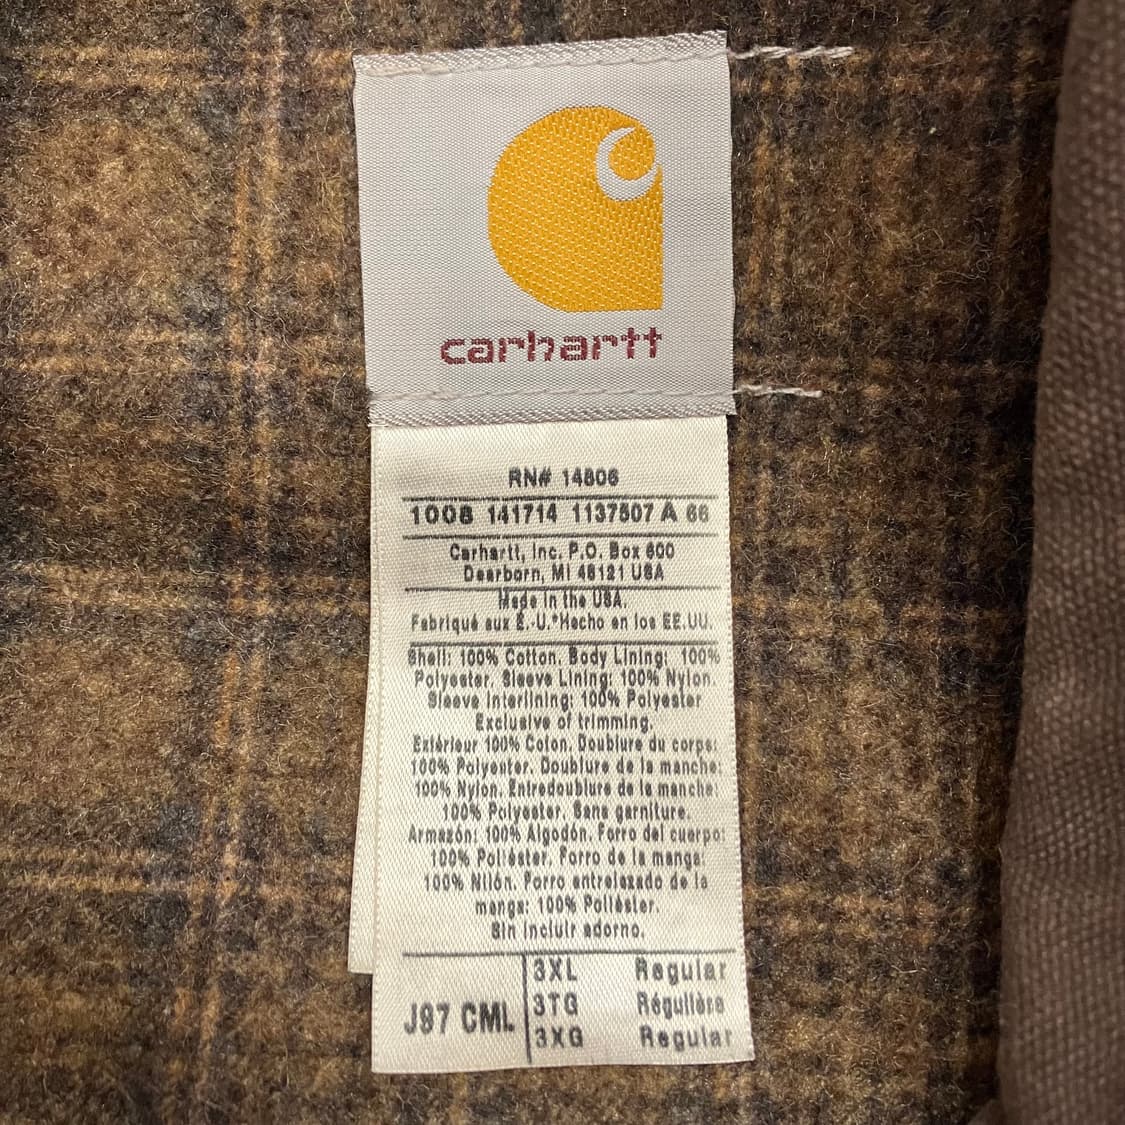 carhartt
RN# 14806
1008 141714 1137507 A 66
Carhartt, Inc. P.O. Box 600
Dearborn, MI 48121 USA
Made in the USA.
Fabriqué aux É.-U.*Hecho en los EE.UU.
Shell: 100% Cotton. Body Lining: 100%
Polyester. Sleeve Lining: 100% Nylon.
Sleeve Interlining: 100% Polyester
Exclusive of trimming.
Extérieur 100% Coton. Doublure du corps:
100% Polyester. Doublure de la manche:
100% Nylon. Entredoublure de la manche:
100% Polyester. Sans garniture.
Armazón: 100% Algodón. Forro del cuerpo:
100% Poliéster. Forro de la manga:
100% Nilón. Forro entrelazado de la
manga: 100% Poliéster.
Sin incluir adorno.
J97 CML
3XL Regular
3TG Régulière
3XG Regular